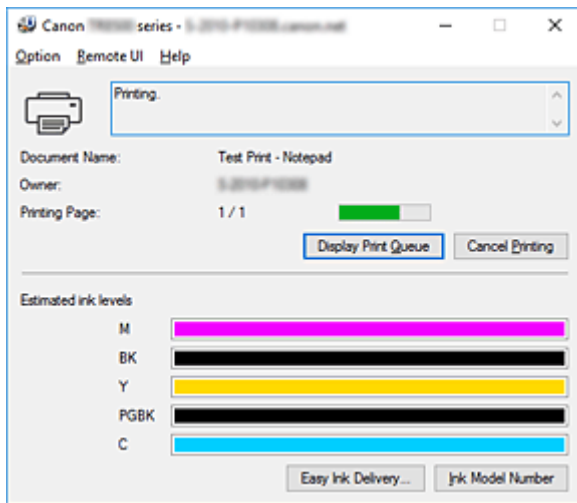 Canon series -
Option Remote UI Help
Printing.
Document Name: Test Print - Notepad
Owner:
Printing Page: 1 / 1
Display Print Queue Cancel Printing
Estimated ink levels
M
BK
Y
PGBK
C
Easy Ink Delivery... Ink Model Number